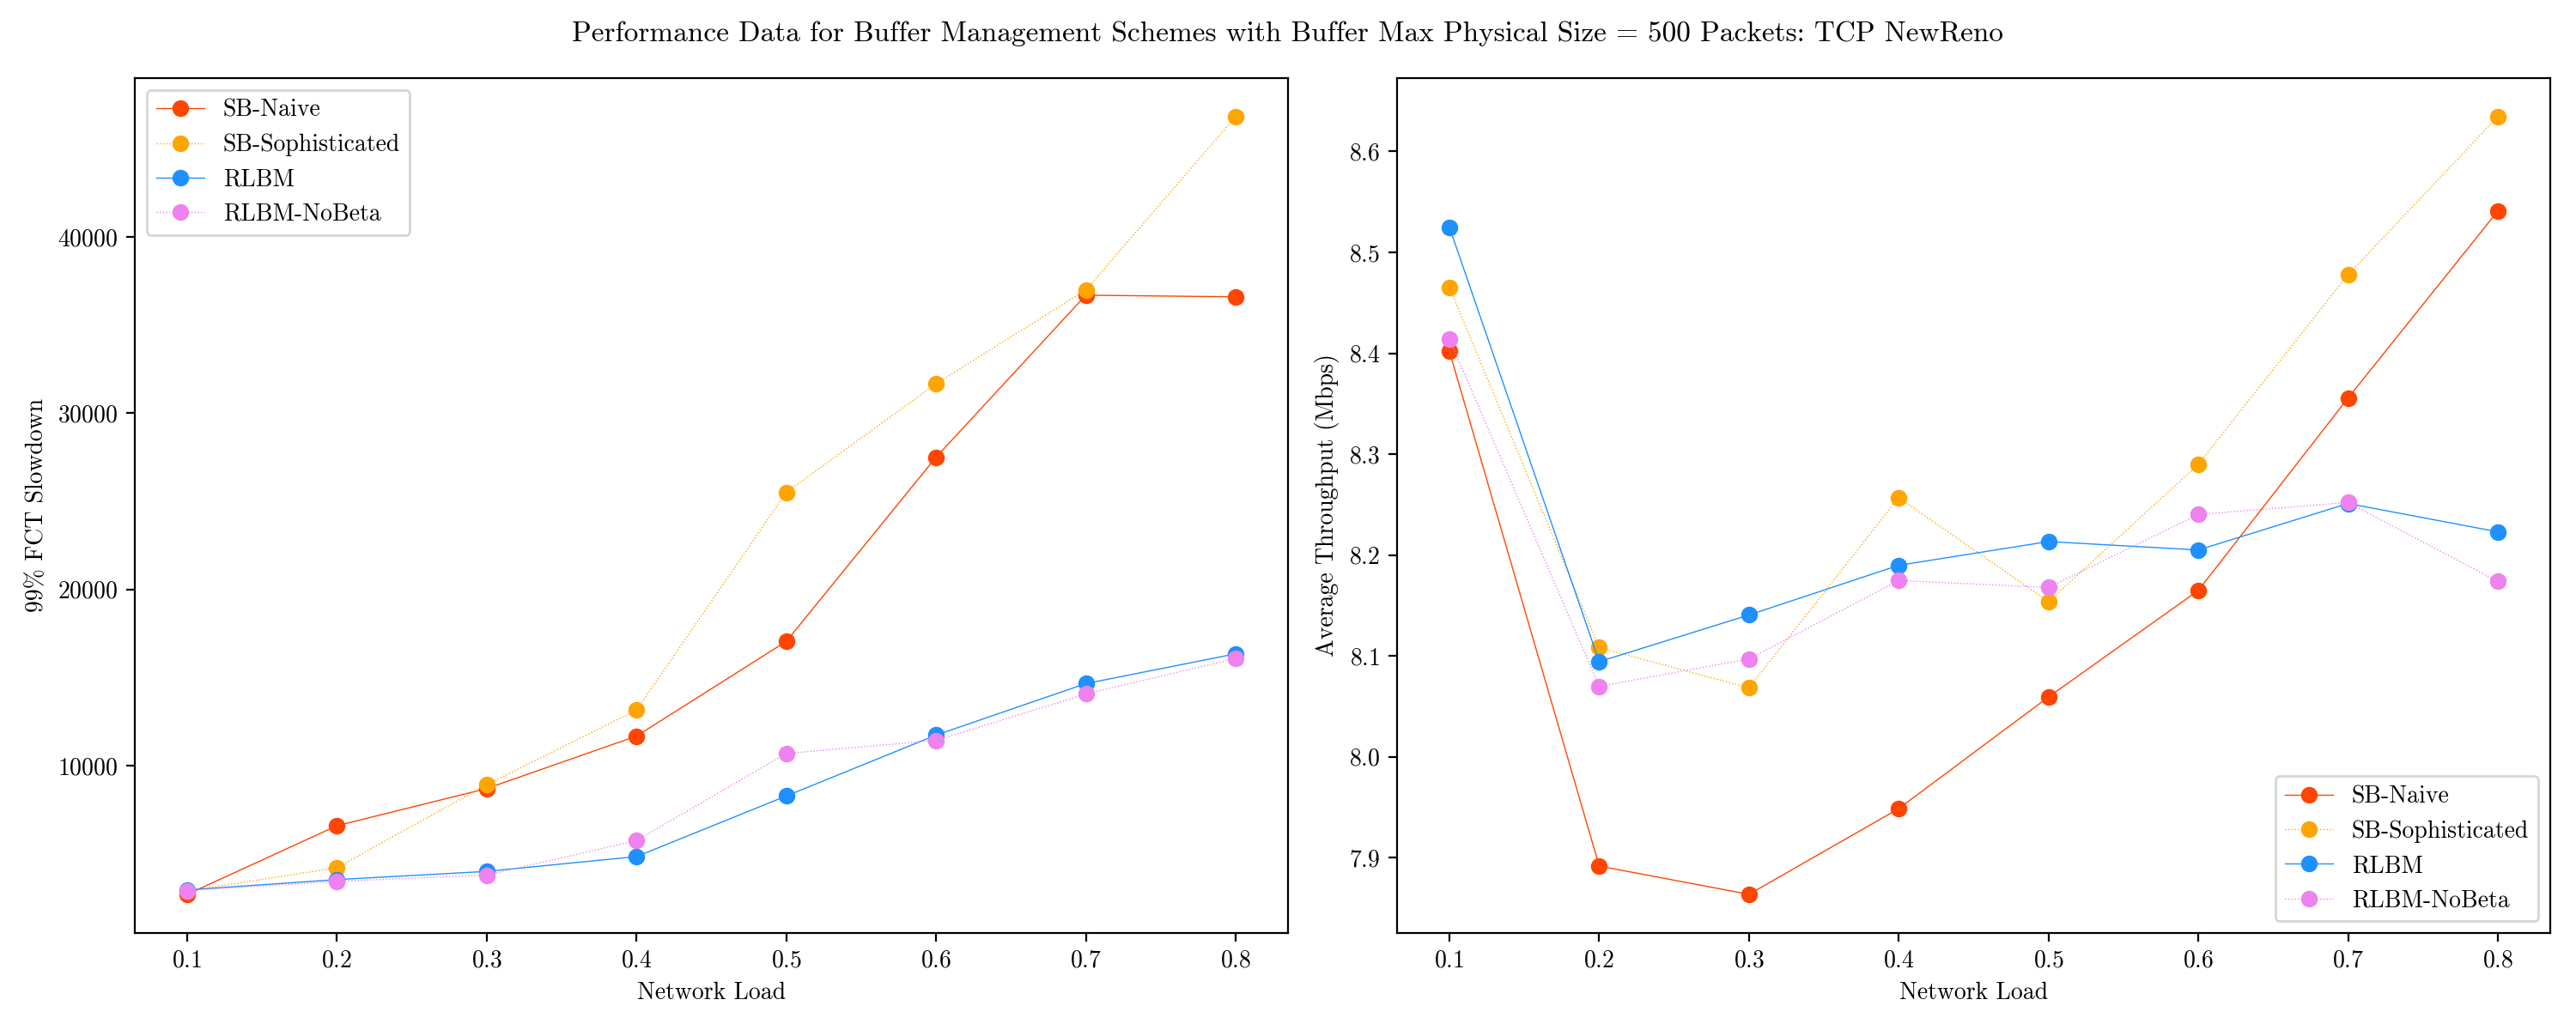 Performance Data for Buffer Management Schemes with Buffer Max Physical Size = 500 Packets: TCP NewReno
SB-Naive
SB-Sophisticated
RLBM
RLBM-NoBeta
40000
30000
20000
10000
99% FCT Slowdown
0.1 0.2 0.3 0.4 0.5 0.6 0.7 0.8
Network Load
8.6
8.5
8.4
8.3
8.2
8.1
8.0
7.9
Average Throughput (Mbps)
SB-Naive
SB-Sophisticated
RLBM
RLBM-NoBeta
0.1 0.2 0.3 0.4 0.5 0.6 0.7 0.8
Network Load